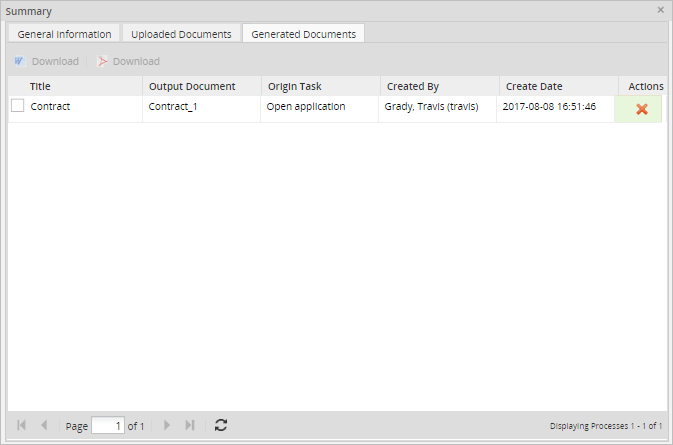 Summary
General Information Uploaded Documents Generated Documents
Download Download
Title Output Document Origin Task Created By Create Date Actions
Contract Contract_1 Open application Grady, Travis (travis) 2017-08-08 16:51:46
Page 1 of 1 Displaying Processes 1 - 1 of 1